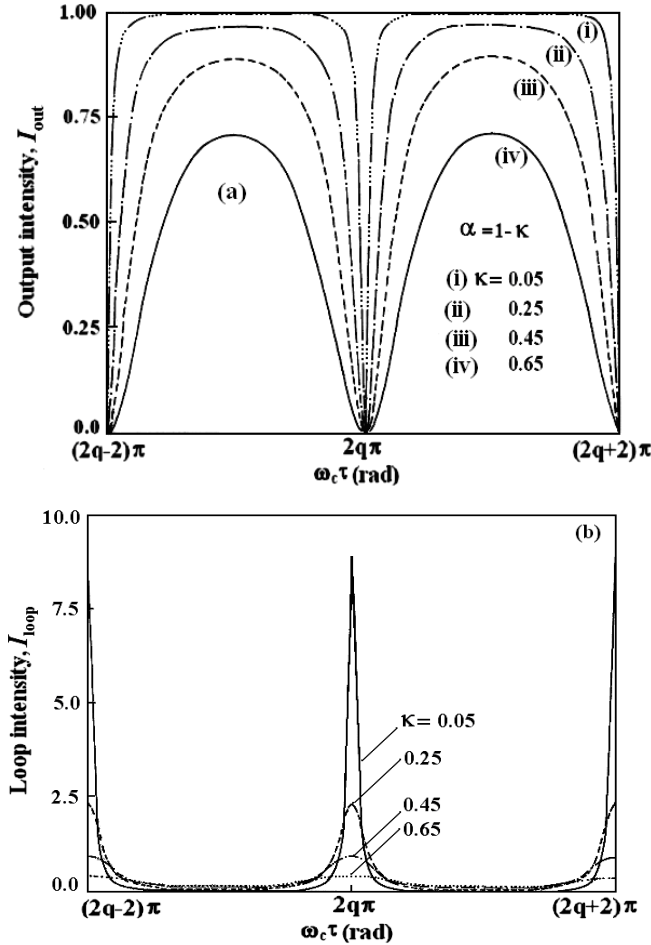 1.00
(i)
(ii)
(iii)
(iv)
0.75
(a)
0.50
α = 1- κ
(i) κ = 0.05
(ii) 0.25
(iii) 0.45
(iv) 0.65
0.25
0.0
Output intensity, I_out
(2q-2)π 2qπ (2q+2)π
ω_c τ (rad)
10.0
(b)
7.5
5.0
κ = 0.05
0.25
2.5
0.45
0.65
0.0
Loop intensity, I_loop
(2q-2)π 2qπ (2q+2)π
ω_c τ (rad)